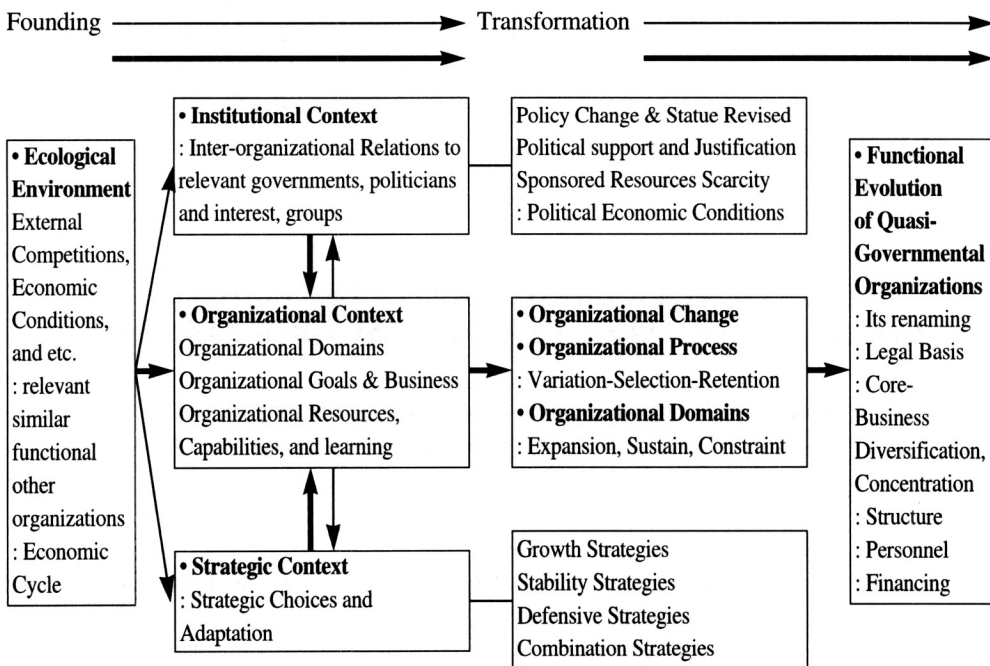 Founding
Transformation
• Ecological
Environment
External
Competitions,
Economic
Conditions,
and etc.
: relevant
similar
functional
other
organizations
: Economic
Cycle
• Institutional Context
: Inter-organizational Relations to
relevant governments, politicians
and interest, groups
• Organizational Context
Organizational Domains
Organizational Goals & Business
Organizational Resources,
Capabilities, and learning
• Strategic Context
: Strategic Choices and
Adaptation
Policy Change & Statue Revised
Political support and Justification
Sponsored Resources Scarcity
: Political Economic Conditions
• Organizational Change
• Organizational Process
: Variation-Selection-Retention
• Organizational Domains
: Expansion, Sustain, Constraint
Growth Strategies
Stability Strategies
Defensive Strategies
Combination Strategies
• Functional
Evolution
of Quasi-
Governmental
Organizations
: Its renaming
: Legal Basis
: Core-
Business
Diversification,
Concentration
: Structure
: Personnel
: Financing